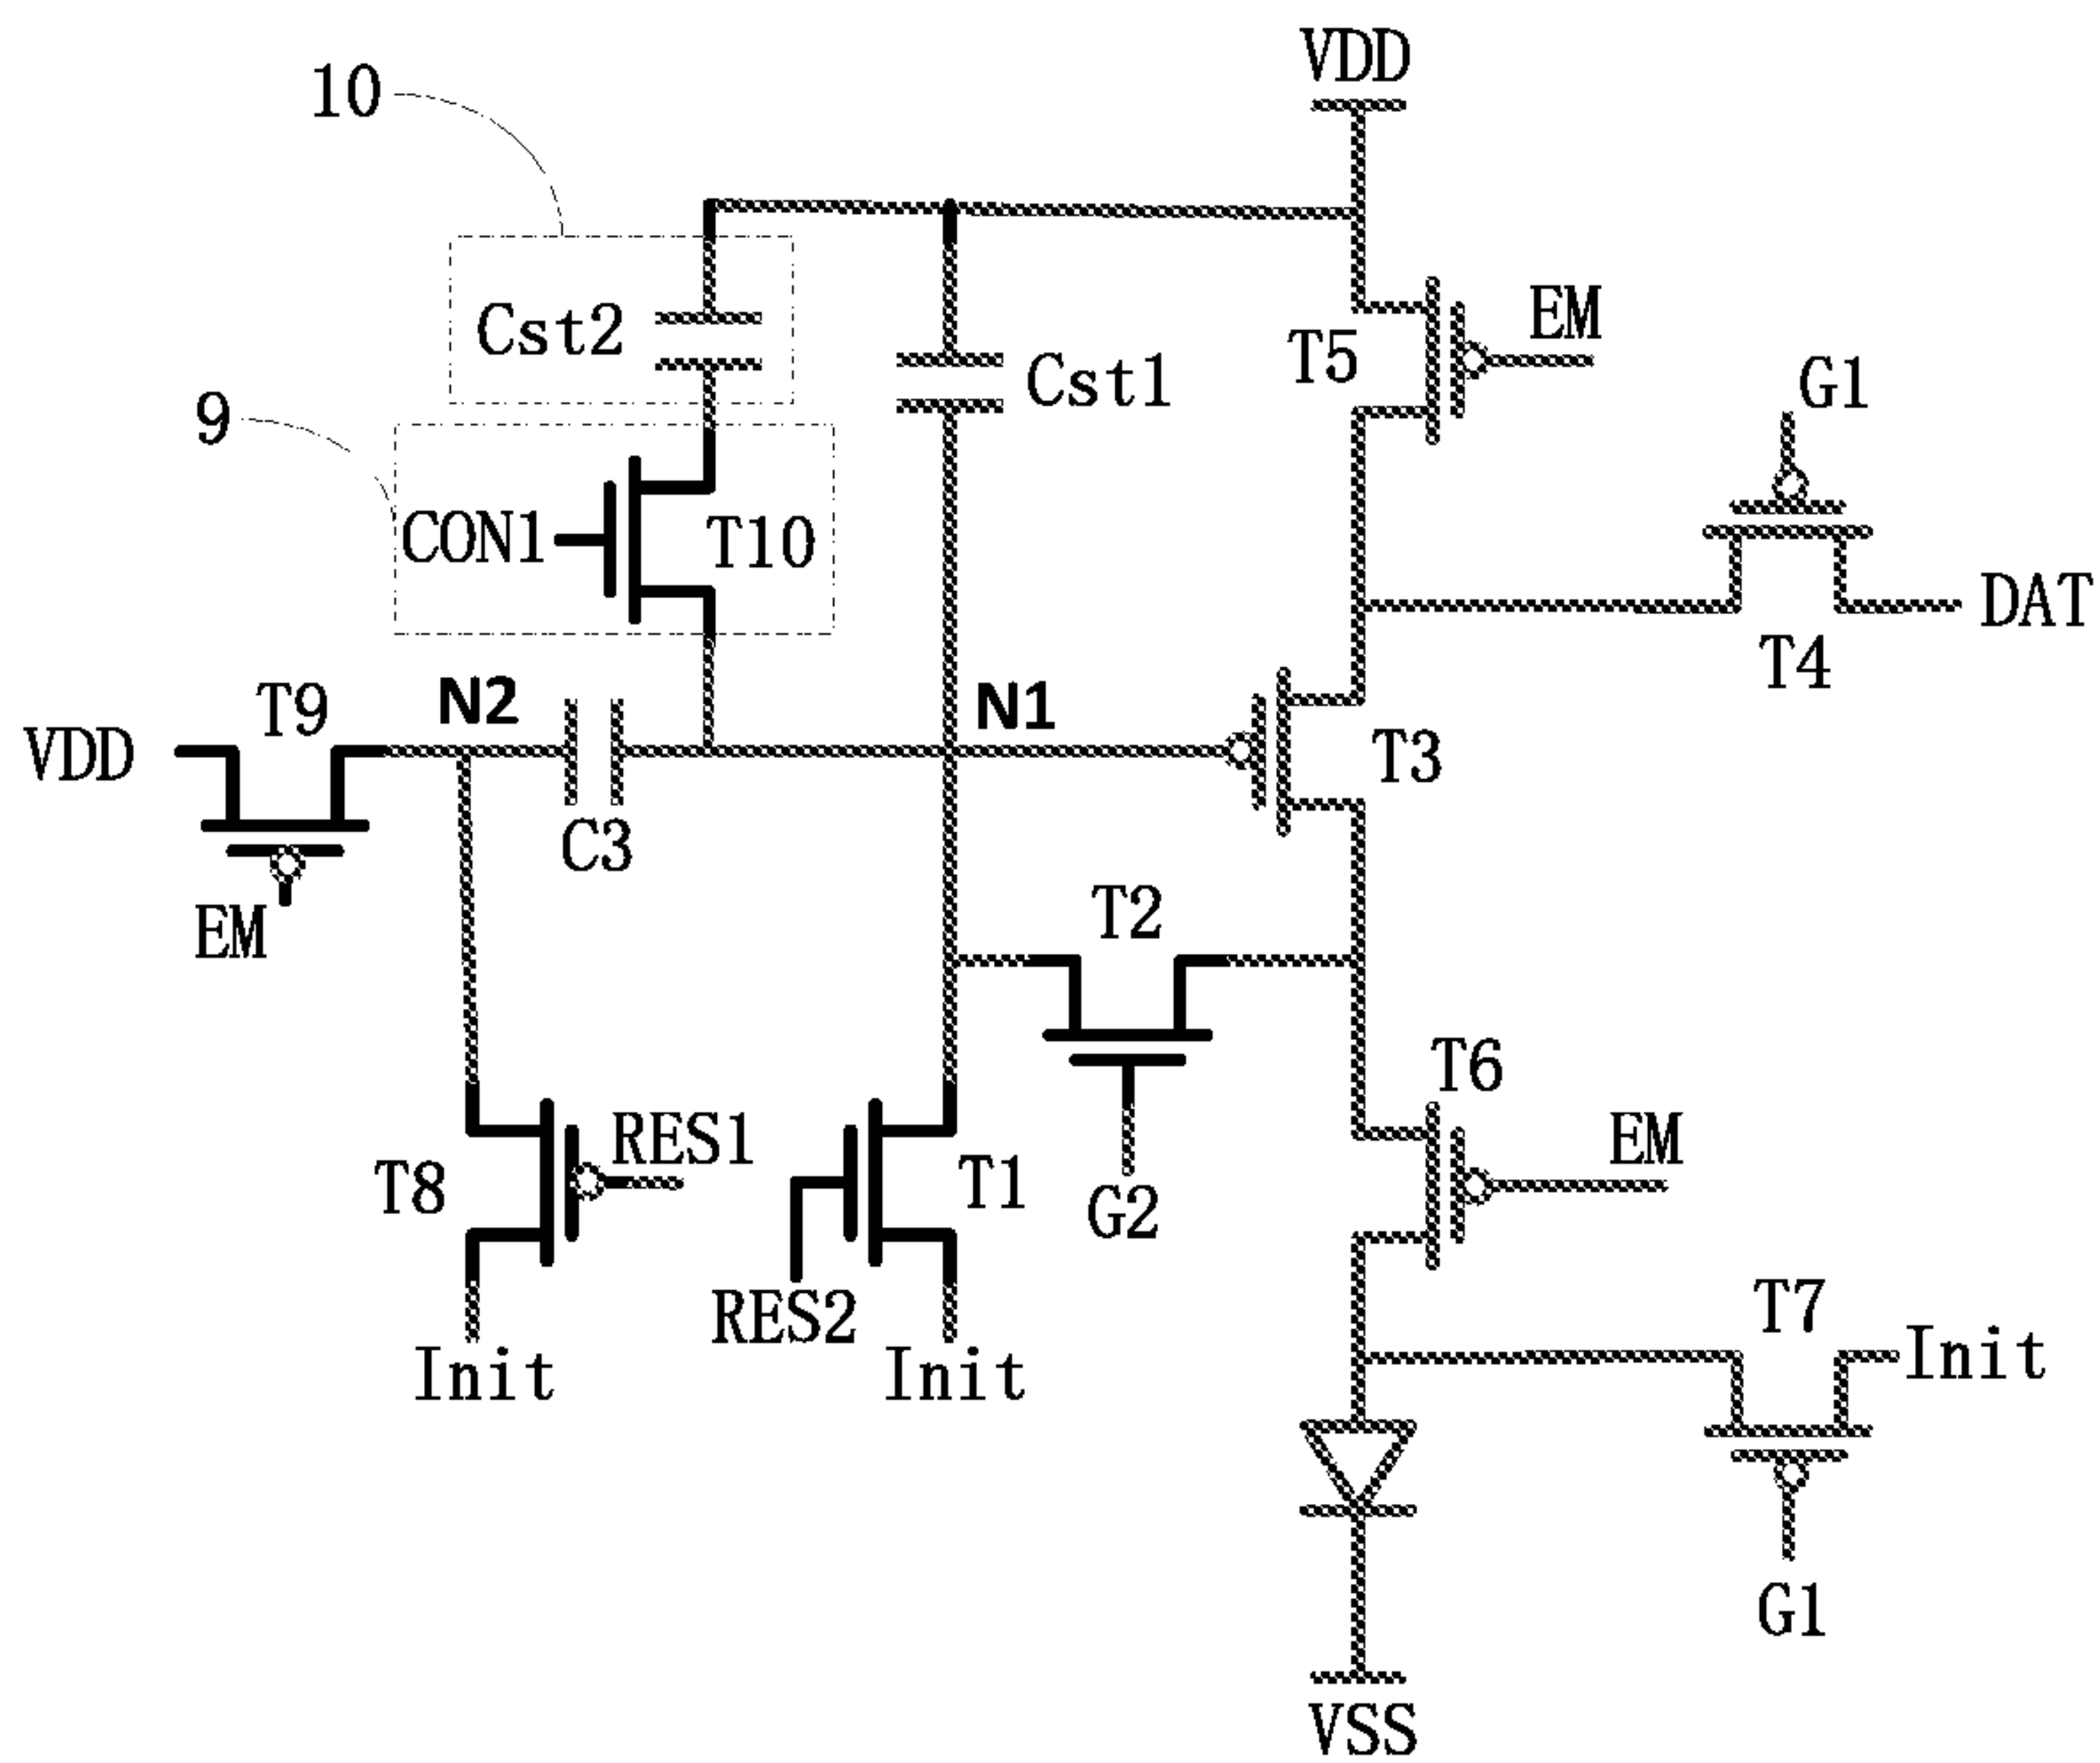 VDD
10
Cst2
Cst1
T5
EM
G1
9
CON1
T10
DAT
T4
T9
N2
N1
VDD
T3
C3
EM
T2
T6
RES1
EM
T8
T1
G2
RES2
T7
Init
Init
Init
G1
VSS